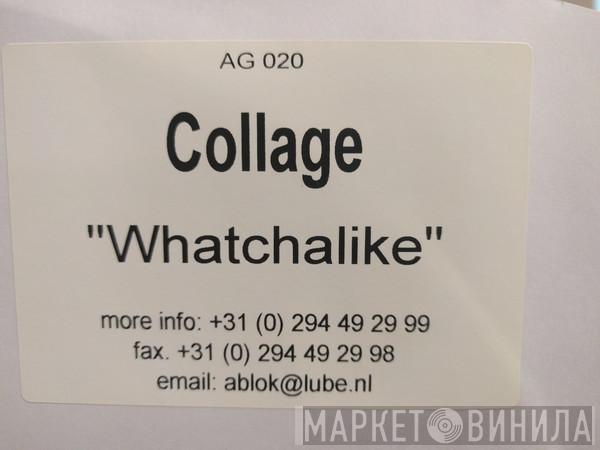 AG 020
Collage
"Whatchalike"
more info: +31 (0) 294 49 29 99
fax. +31 (0) 294 49 29 98
email: ablok@lube.nl
МАРКЕТ ВИНИЛА